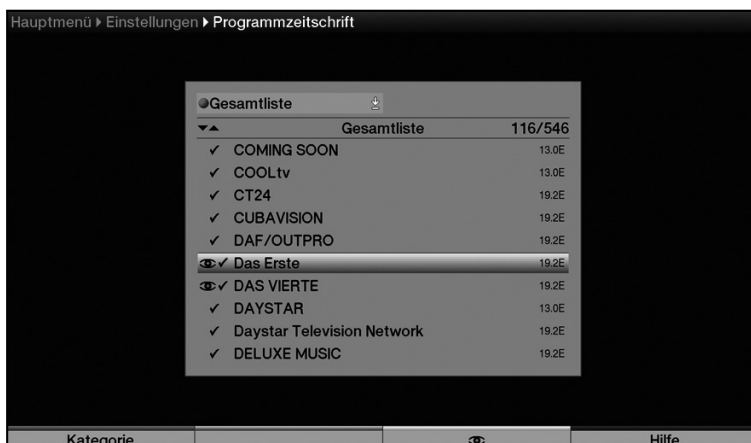 Hauptmenü Einstellungen Programmzeitschrift
Gesamtliste
Gesamtliste 116/546
COMING SOON 13.0E
COOLtv 13.0E
CT24 19.2E
CUBAVISION 19.2E
DAF/OUTPRO 19.2E
Das Erste 19.2E
DAS VIERTE 19.2E
DAYSTAR 13.0E
Daystar Television Network 19.2E
DELUXE MUSIC 19.2E
Kategorie Hilfe